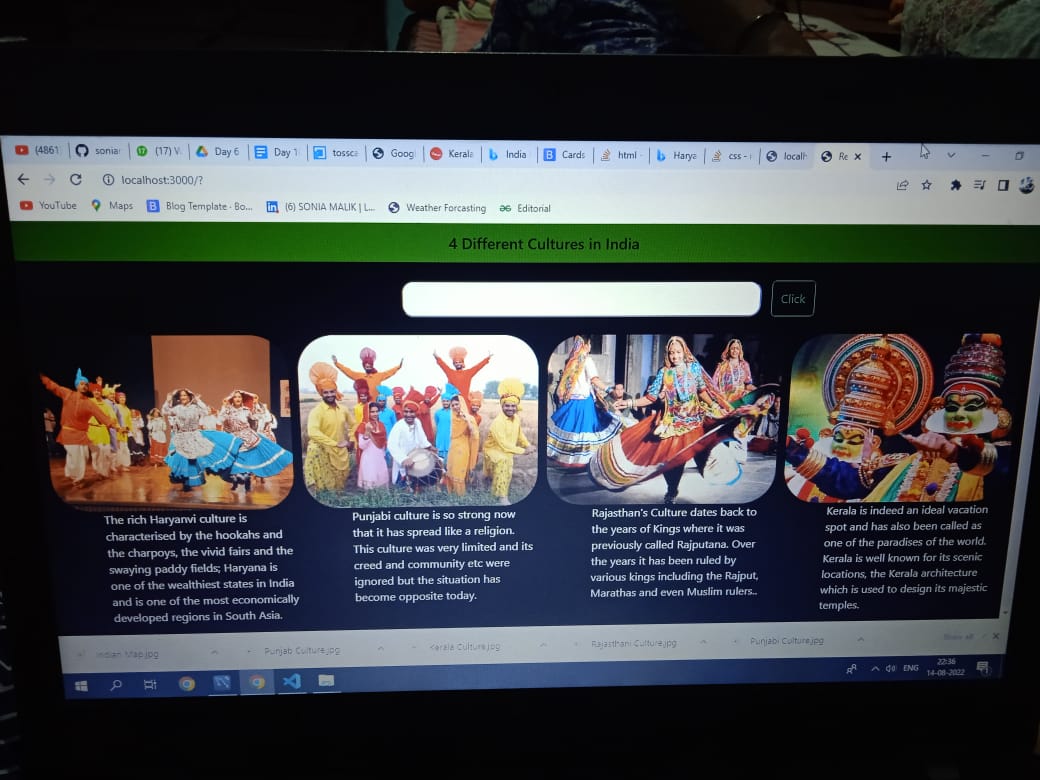 (4861
sonia
(17) V
Day 6
Day 1
tossca
Goog
Kerala
India
Cards
html
Harya
css -
localh
Re
localhost:3000/?
YouTube
Maps
Blog Template · Bo...
(6) SONIA MALIK | L...
Weather Forcasting
Editorial
4 Different Cultures in India
Click
The rich Haryanvi culture is
characterised by the hookahs and
the charpoys, the vivid fairs and the
swaying paddy fields; Haryana is
one of the wealthiest states in India
and is one of the most economically
developed regions in South Asia.
Punjabi culture is so strong now
that it has spread like a religion.
This culture was very limited and its
creed and community etc were
ignored but the situation has
become opposite today.
Rajasthan's Culture dates back to
the years of Kings where it was
previously called Rajputana. Over
the years it has been ruled by
various kings including the Rajput,
Marathas and even Muslim rulers..
Kerala is indeed an ideal vacation
spot and has also been called as
one of the paradises of the world.
Kerala is well known for its scenic
locations, the Kerala architecture
which is used to design its majestic
temples.
Indian Map.jpg
Punjab Culture.jpg
Kerala Culture.jpg
Rajasthani Culture.jpg
Punjabi Culture.jpg
Show all
ENG
22:36
14-08-2022